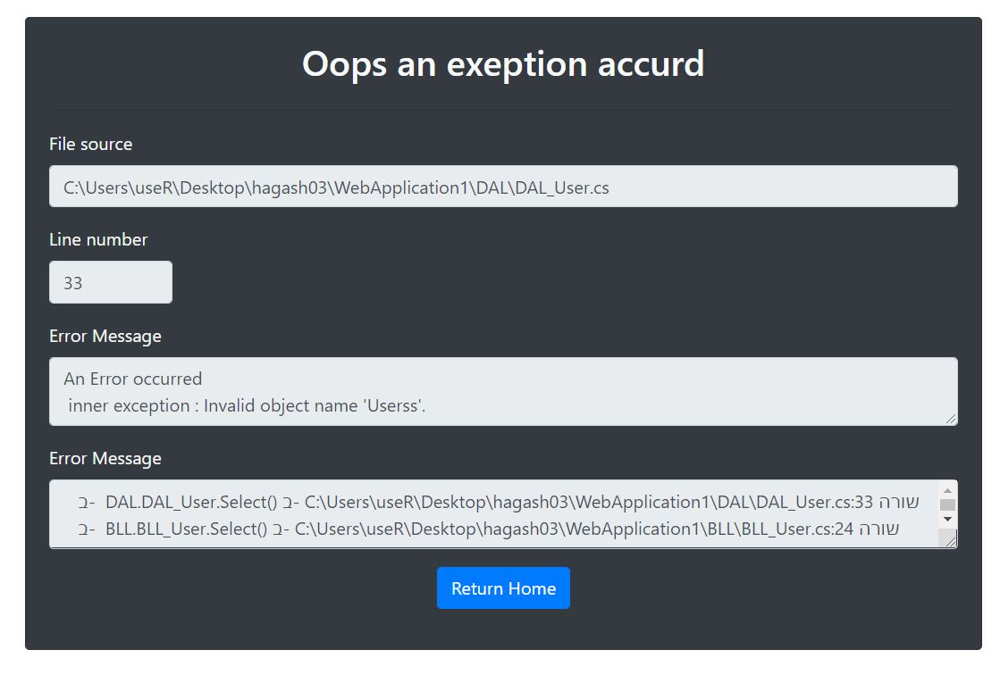 Oops an exeption accurd
File source
C:\Users\useR\Desktop\hagash03\WebApplication1\DAL\DAL_User.cs
Line number
33
Error Message
An Error occurred
inner exception : Invalid object name 'Userss'.
Error Message
ב- DAL.DAL_User.Select() ב- C:\Users\useR\Desktop\hagash03\WebApplication1\DAL\DAL_User.cs:33 שורה
ב- BLL.BLL_User.Select() ב- C:\Users\useR\Desktop\hagash03\WebApplication1\BLL\BLL_User.cs:24 שורה
Return Home